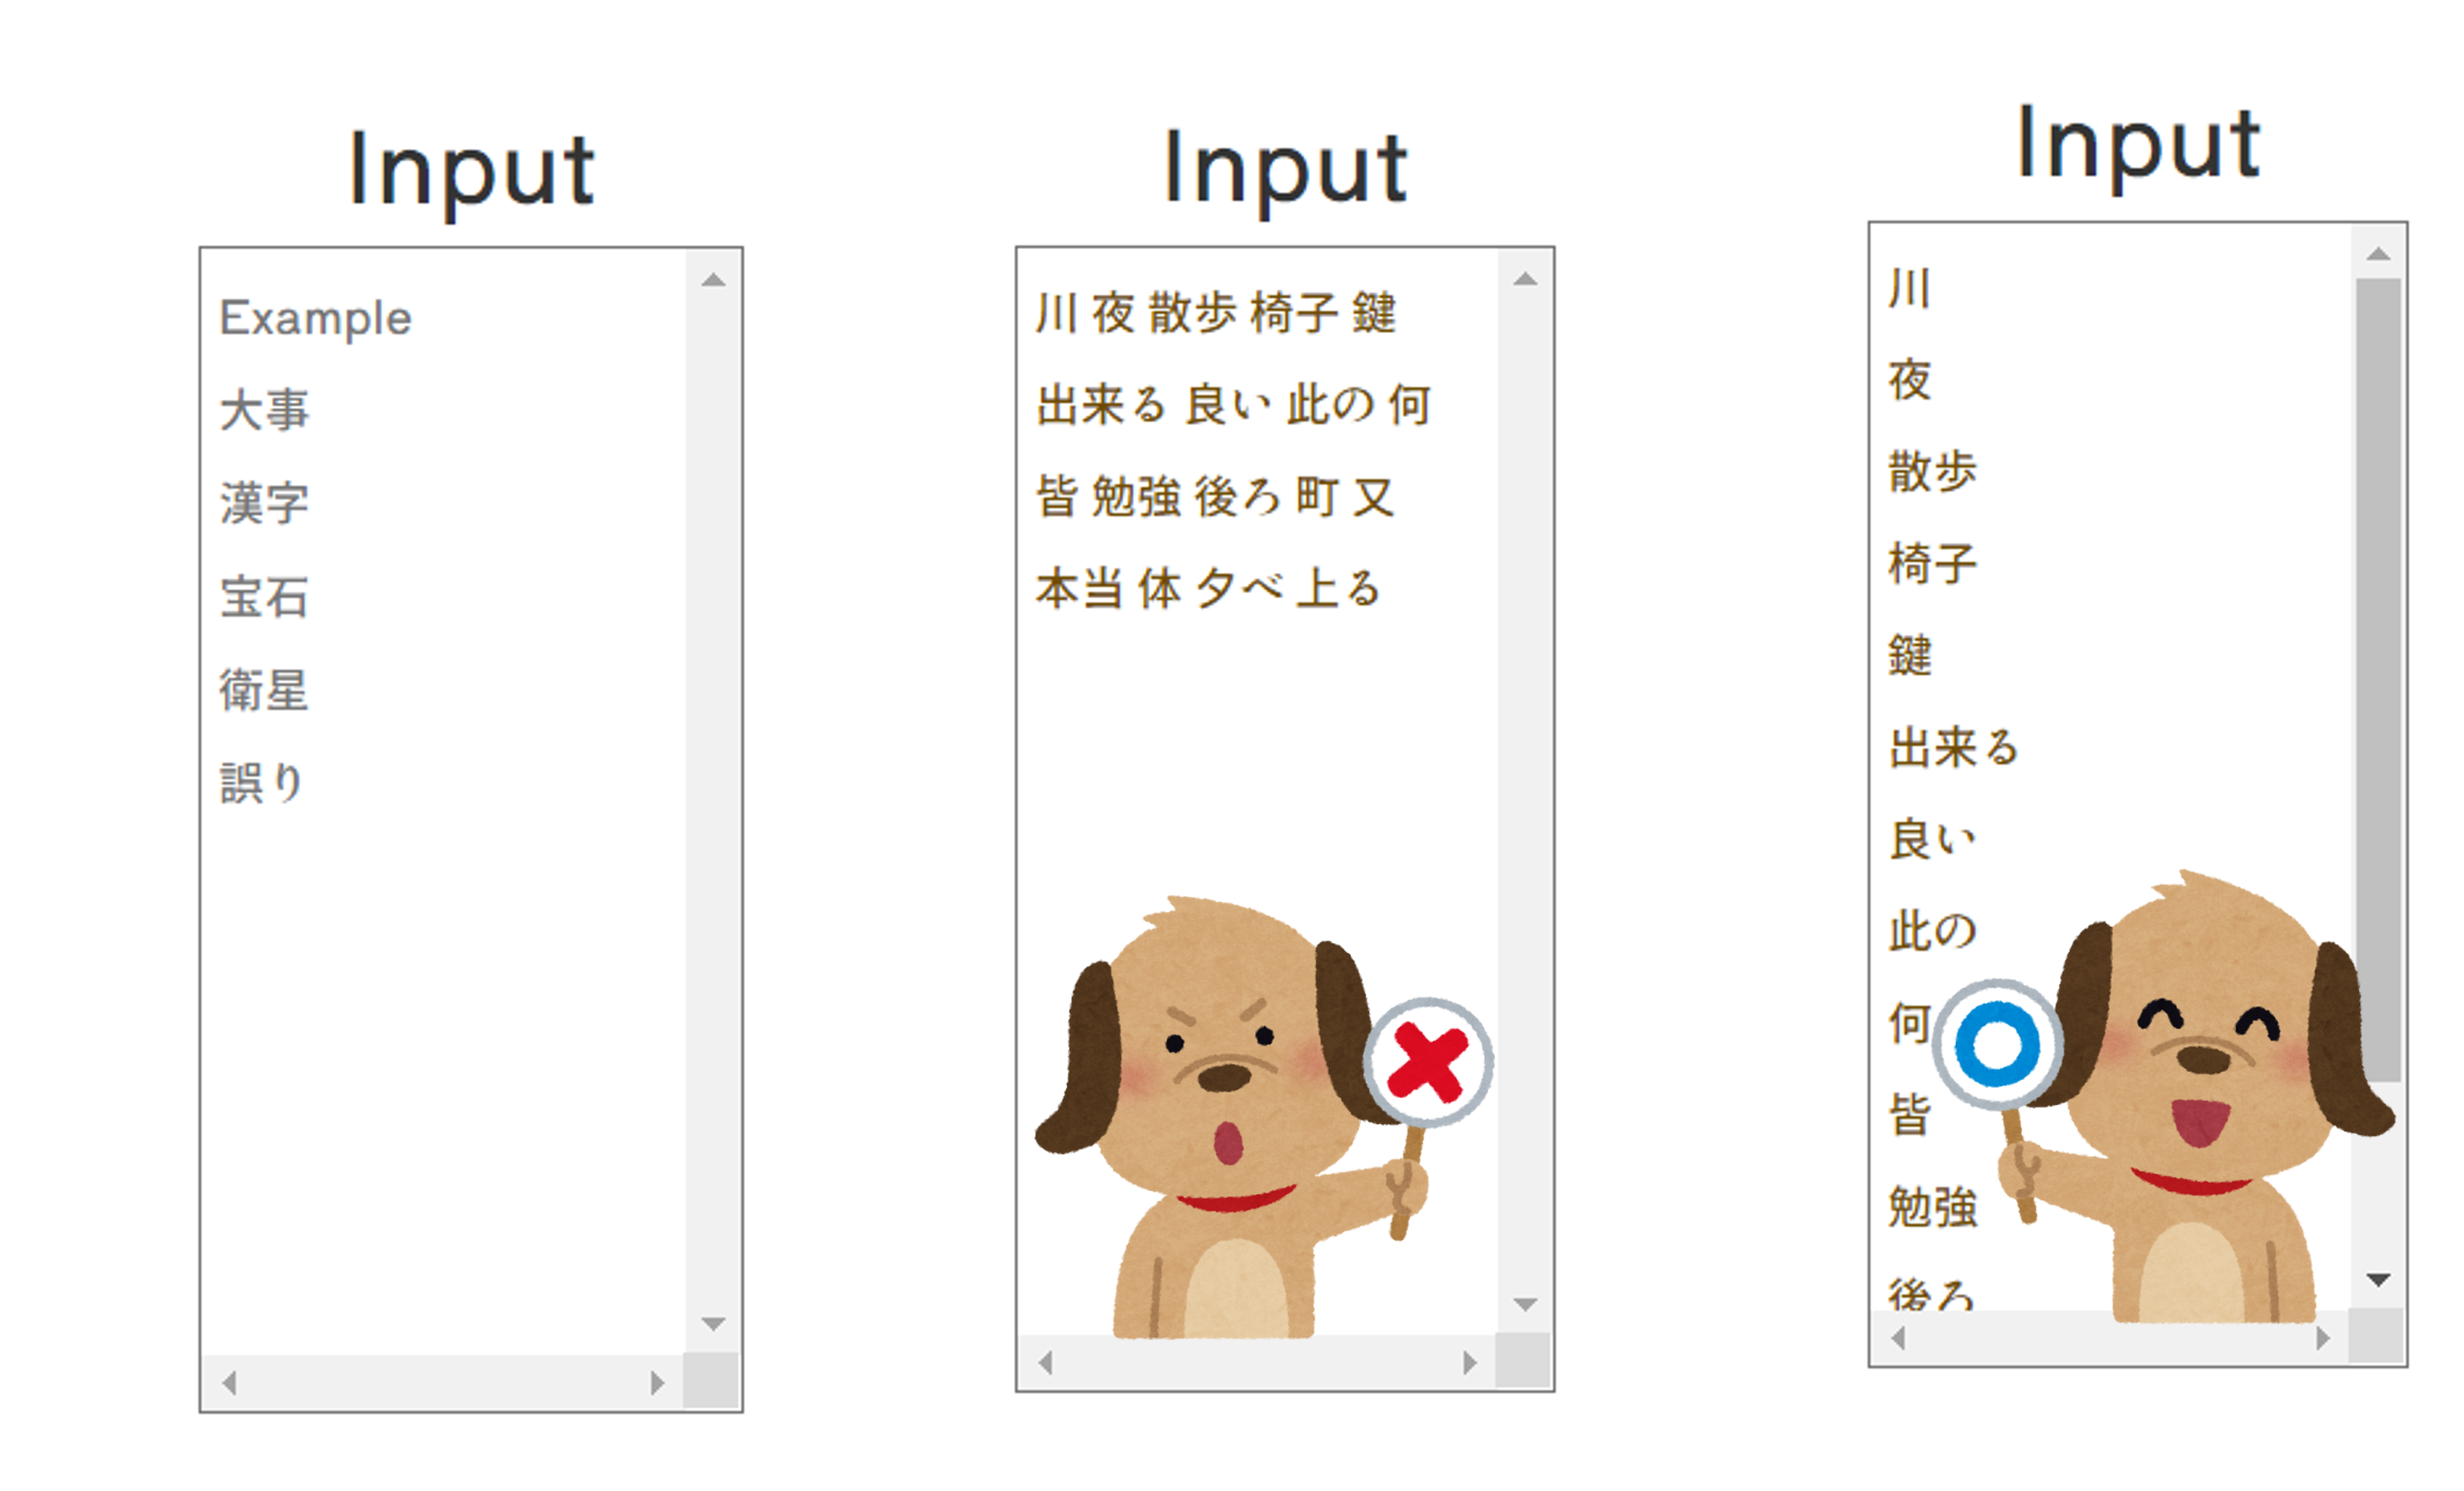 Input
Example
大事
漢字
宝石
衛星
誤り
Input
川 夜 散歩 椅子 鍵
出来る 良い 此の 何
皆 勉強 後ろ 町 又
本当 体 夕べ 上る
Input
川
夜
散歩
椅子
鍵
出来る
良い
此の
何
皆
勉強
後ろ